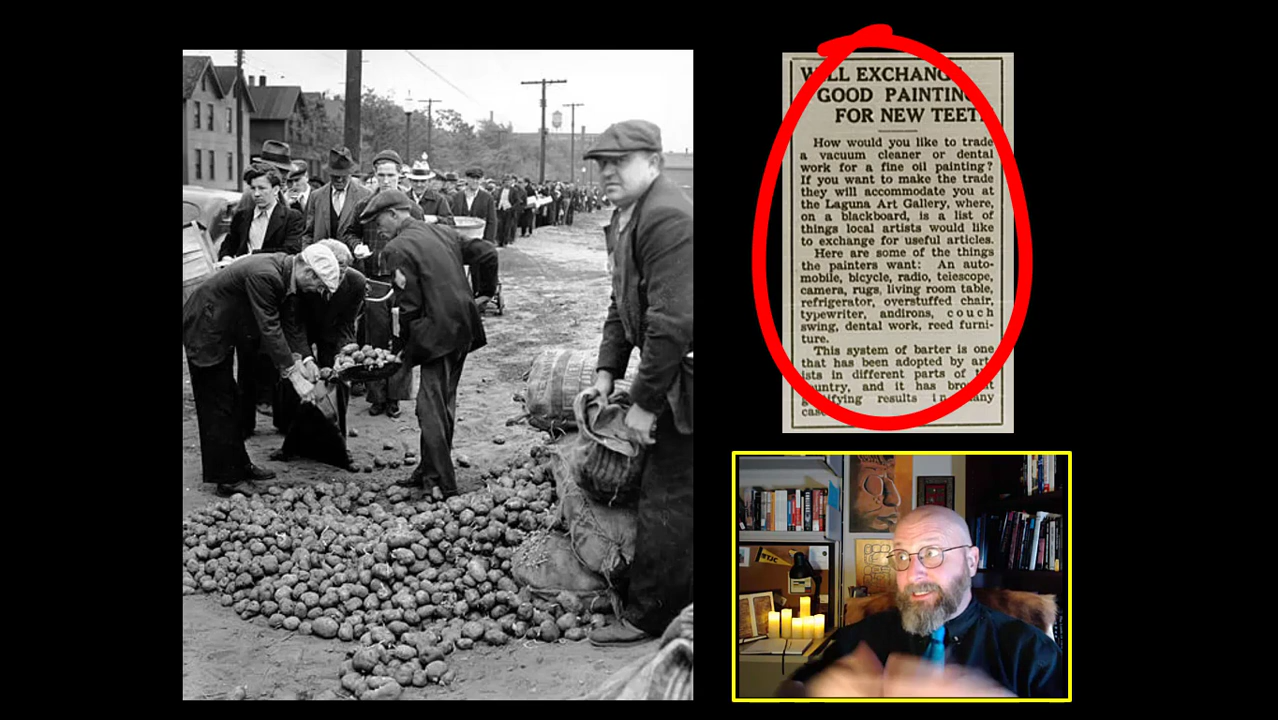 WILL EXCHANGE
GOOD PAINTING
FOR NEW TEETH
How would you like to trade
a vacuum cleaner or dental
work for a fine oil painting?
If you want to make the trade
they will accommodate you at
the Laguna Art Gallery, where,
on a blackboard, is a list of
things local artists would like
to exchange for useful articles.
Here are some of the things
the painters want: An auto-
mobile, bicycle, radio, telescope,
camera, rugs, living room table,
refrigerator, overstuffed chair,
typewriter, andirons, couch
swing, dental work, reed furni-
ture.
This system of barter is one
that has been adopted by art-
ists in different parts of the
country, and it has brought
gratifying results in many